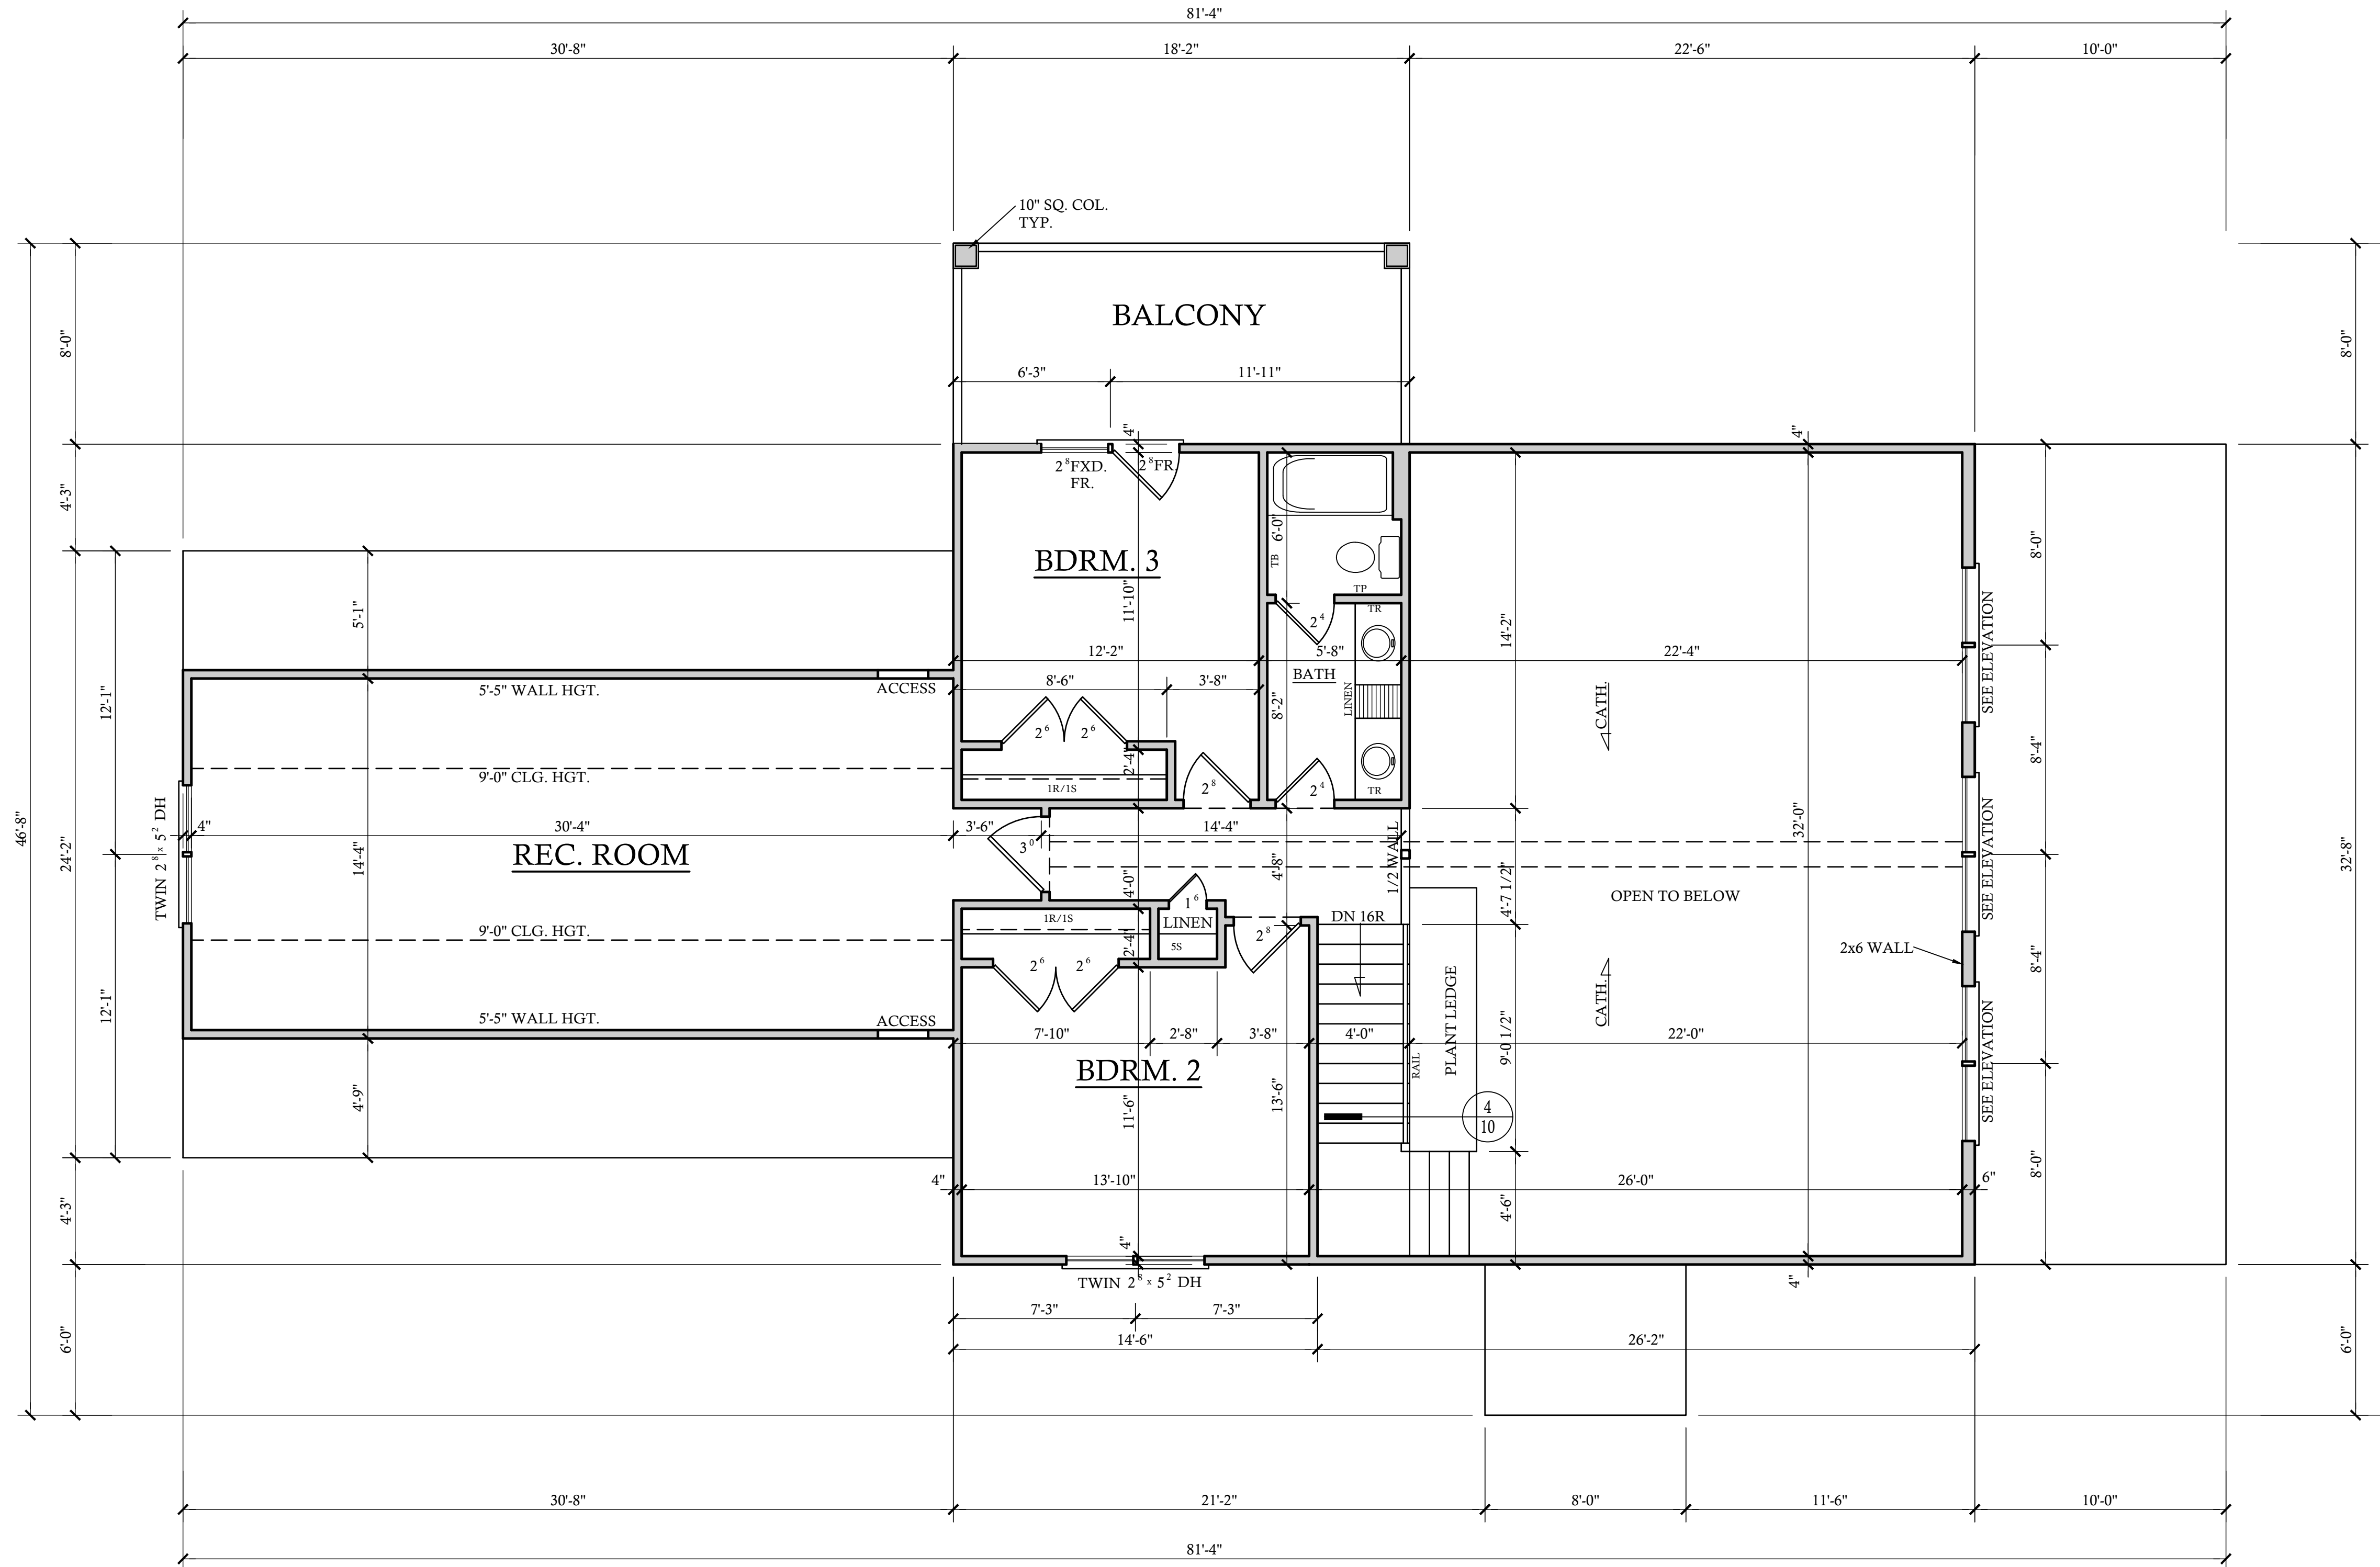 81'-4"
30'-8" 18'-2" 22'-6" 10'-0"
10" SQ. COL.
TYP.
BALCONY
8'-0" 8'-0"
6'-3" 11'-11"
4" 4"
2⁸FXD.
FR.
2⁸FR.
4'-3"
6'-0"
TB
BDRM. 3
8'-0"
TP
TR
11'-10"
5'-1"
2⁴
14'-2"
SEE ELEVATION
12'-2" 5'-8" 22'-4"
BATH
8'-6" 3'-8"
5'-5" WALL HGT.
ACCESS
12'-1"
LINEN
8'-2"
CATH.
2⁶ 2⁶
8'-4"
2'-4"
9'-0" CLG. HGT.
1R/1S
2⁸
2⁴
TR
TWIN 2⁸ x 5² DH
4"
30'-4" 3'-6" 14'-4"
46'-8"
24'-2"
14'-4"
REC. ROOM
3⁰
1/2 WALL
32'-0"
SEE ELEVATION
32'-8"
4'-8"
4'-0"
4'-7 1/2"
OPEN TO BELOW
1⁶
1R/1S
LINEN
DN 16R
9'-0" CLG. HGT.
2⁸
5S
2'-4"
2x6 WALL
8'-4"
2⁶ 2⁶
12'-1"
CATH.
PLANT LEDGE
5'-5" WALL HGT.
ACCESS
7'-10" 2'-8" 3'-8" 4'-0" 22'-0"
9'-0 1/2"
SEE ELEVATION
RAIL
BDRM. 2
4'-9"
11'-6"
13'-6"
4
10
8'-0"
4" 13'-10" 26'-0" 6"
4'-3"
4'-6"
4"
TWIN 2⁸ x 5² DH
4"
7'-3" 7'-3"
6'-0" 6'-0"
14'-6" 26'-2"
30'-8" 21'-2" 8'-0" 11'-6" 10'-0"
81'-4"